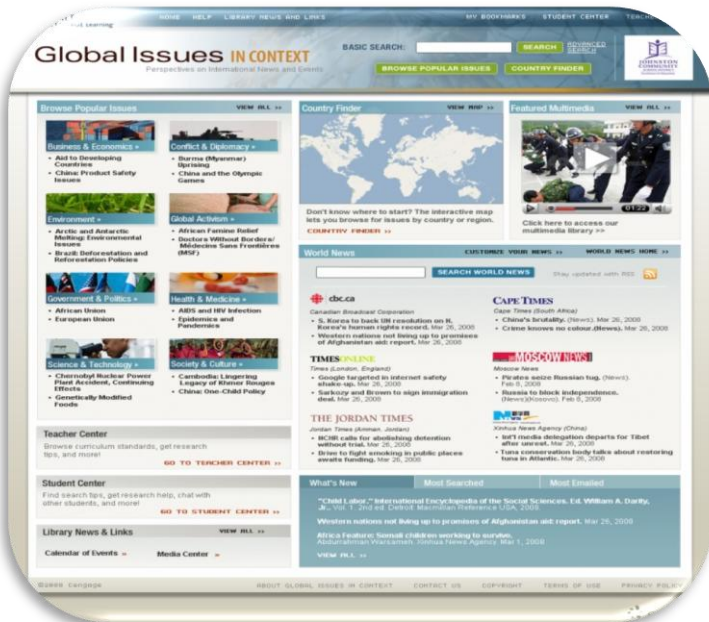 Learning
HOME HELP LIBRARY NEWS AND LINKS
MY BOOKMARKS STUDENT CENTER
Global Issues IN CONTEXT
Perspectives on International News and Events
BASIC SEARCH: SEARCH ADVANCED SEARCH
BROWSE POPULAR ISSUES COUNTRY FINDER
JOHNSTON
COMMUNITY
Browse Popular Issues VIEW ALL >>
Business & Economics »
• Aid to Developing
Countries
• China: Product Safety
Issues
Conflict & Diplomacy »
• Burma (Myanmar)
Uprising
• China and the Olympic
Games
Environment »
• Arctic and Antarctic
Melting: Environmental
Issues
• Brazil: Deforestation and
Reforestation Policies
Global Activism »
• African Famine Relief
• Doctors Without Borders/
Médecins Sans Frontières
(MSF)
Government & Politics »
• African Union
• European Union
Health & Medicine »
• AIDS and HIV Infection
• Epidemics and
Pandemics
Science & Technology »
• Chernobyl Nuclear Power
Plant Accident, Continuing
Effects
• Genetically Modified
Foods
Society & Culture »
• Cambodia: Lingering
Legacy of Khmer Rouges
• China: One-Child Policy
Teacher Center
Browse curriculum standards, get research
tips, and more!
GO TO TEACHER CENTER >>
Student Center
Find search tips, get research help, chat with
other students, and more!
GO TO STUDENT CENTER >>
Library News & Links VIEW ALL >>
Calendar of Events » Media Center »
Country Finder VIEW MAP >>
Don't know where to start? The interactive map
lets you browse for issues by country or region.
COUNTRY FINDER >>
Featured Multimedia VIEW ALL >>
01:22
Click here to access our
multimedia library >>
World News CUSTOMIZE YOUR NEWS >> WORLD NEWS HOME >>
SEARCH WORLD NEWS Stay updated with RSS
cbc.ca
Canadian Broadcast Corporation
• S. Korea to back UN resolution on N.
Korea's human rights record. Mar 26, 2008
• Western nations not living up to promises
of Afghanistan aid: report. Mar 26, 2008
CAPE TIMES
Cape Times (South Africa)
• China's brutality. (News). Mar 26, 2008
• Crime knows no colour.(News). Mar 26, 2008
TIMESONLINE
Times (London, England)
• Google targeted in internet safety
shake-up. Mar 26, 2008
• Sarkozy and Brown to sign immigration
deal. Mar 26, 2008
MOSCOW NEWS
Moscow News
• Pirates seize Russian tug. (News).
Feb 8, 2008
• Russia to block independence.
(News)(Kosovo). Feb 8, 2008
THE JORDAN TIMES
Jordan Times (Amman, Jordan)
• NCHR calls for abolishing detention
without trial. Mar 26, 2008
• Drive to fight smoking in public places
awaits funding. Mar 26, 2008
Xinhua News Agency (China)
• Int'l media delegation departs for Tibet
after unrest. Mar 26, 2008
• Tuna conservation body talks about restoring
tuna in Atlantic. Mar 26, 2008
What's New Most Searched Most Emailed
"Child Labor." International Encyclopedia of the Social Sciences. Ed. William A. Darity,
Jr.. Vol. 1. 2nd ed. Detroit: Macmillan Reference USA, 2008
Western nations not living up to promises of Afghanistan aid: report. Mar 26, 2008
Africa Feature: Somali children working to survive.
Abdurrahman Warsameh. Xinhua News Agency. Mar 1, 2008
VIEW ALL >>
Cengage
ABOUT GLOBAL ISSUES IN CONTEXT CONTACT US COPYRIGHT TERMS OF USE PRIVACY POLICY